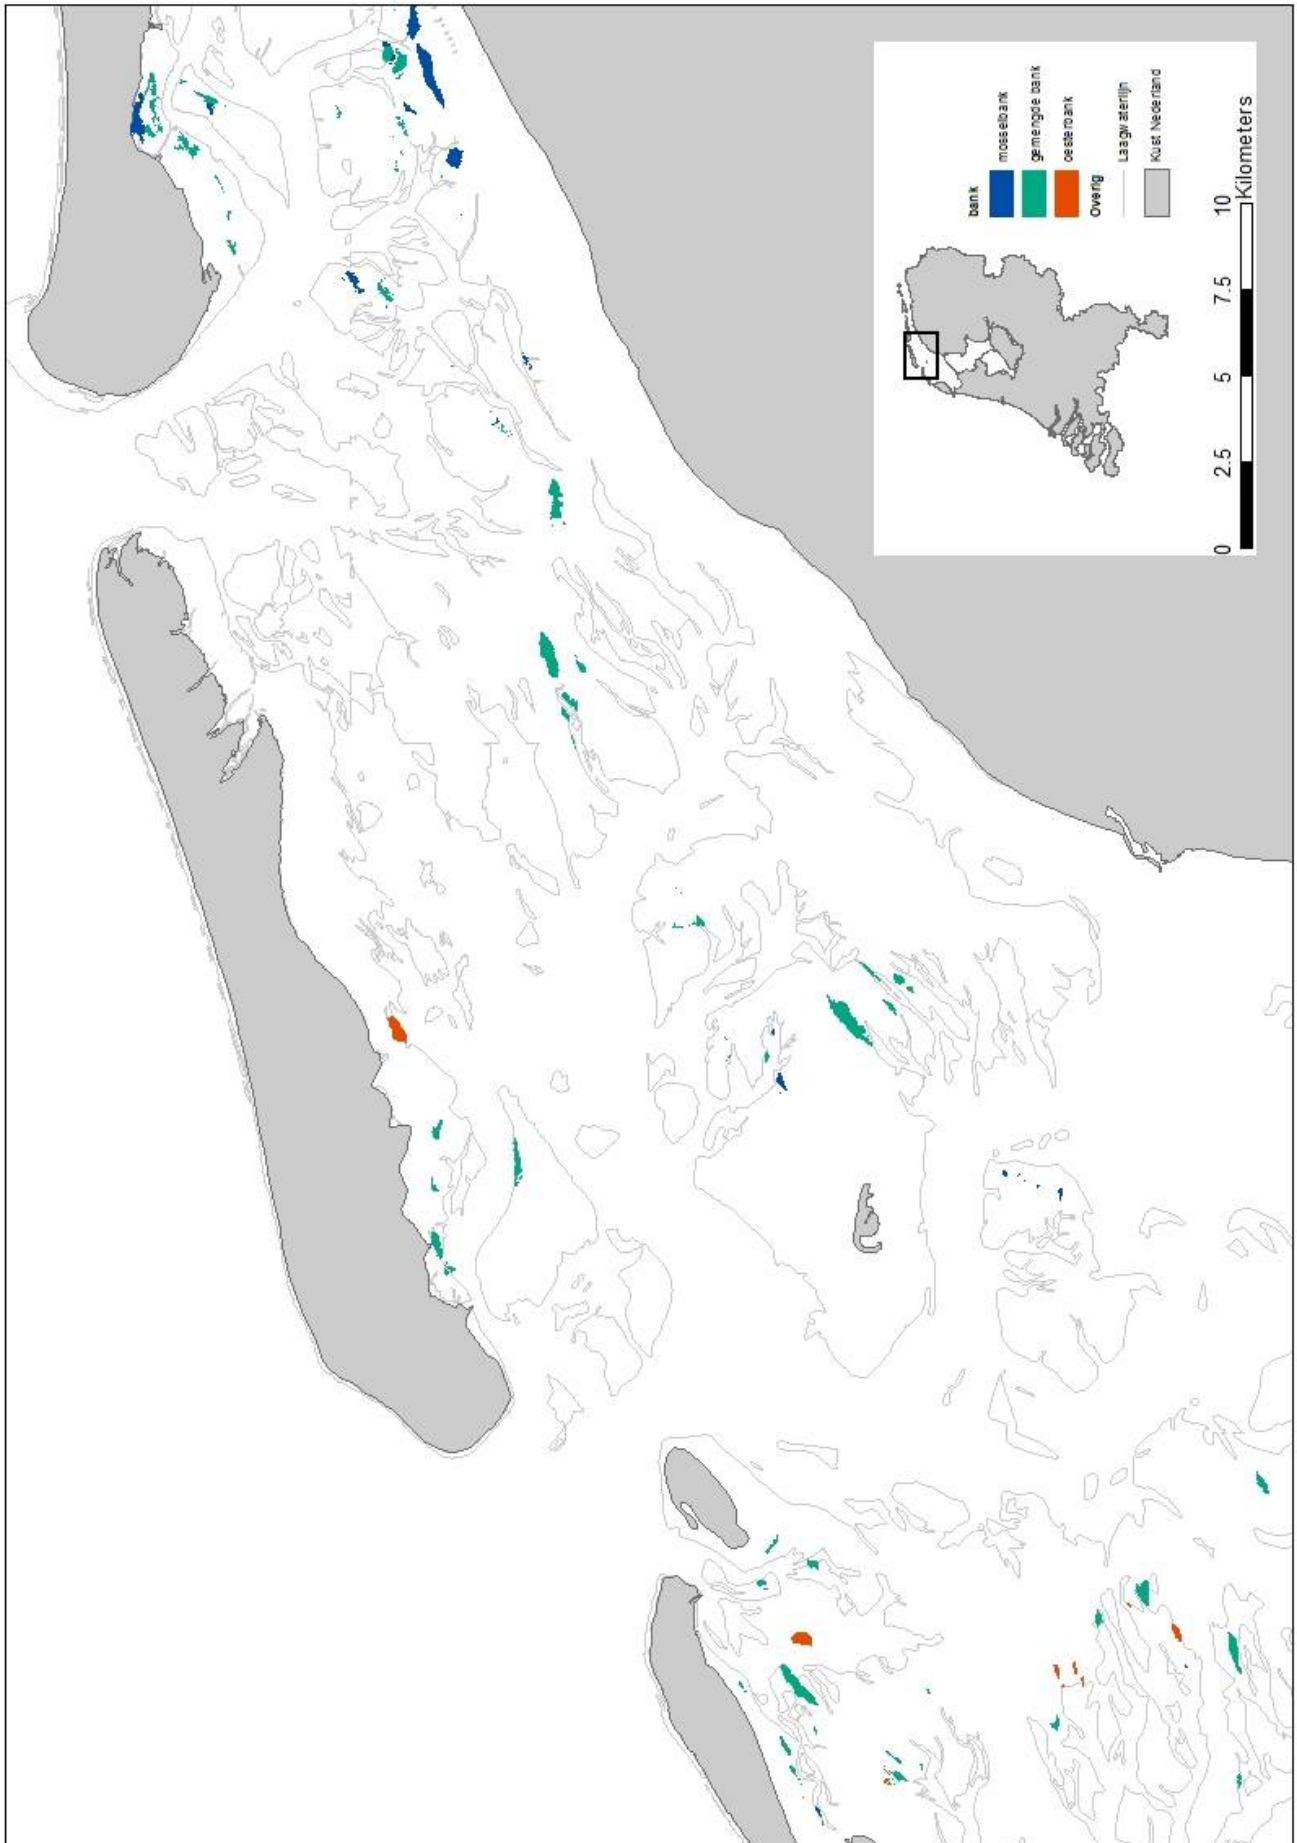 bank
mosselbank
gemengde bank
oesterbank
Overig
Laagwaterlijn
Kust Nederland
0 2.5 5 7.5 10
Kilometers